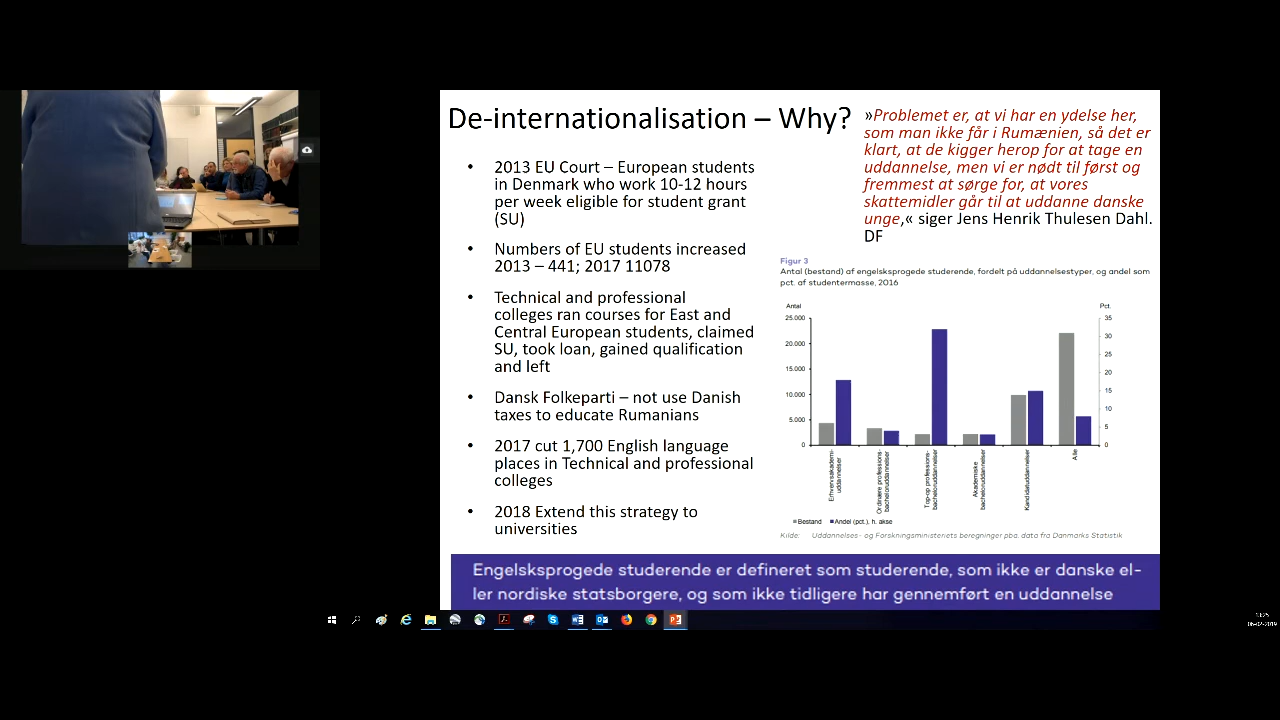 De-internationalisation – Why?
• 2013 EU Court – European students
in Denmark who work 10-12 hours
per week eligible for student grant
(SU)
• Numbers of EU students increased
2013 – 441; 2017 11078
• Technical and professional
colleges ran courses for East and
Central European students, claimed
SU, took loan, gained qualification
and left
• Dansk Folkeparti – not use Danish
taxes to educate Rumanians
• 2017 cut 1,700 English language
places in Technical and professional
colleges
• 2018 Extend this strategy to
universities
»Problemet er, at vi har en ydelse her,
som man ikke får i Rumænien, så det er
klart, at de kigger herop for at tage en
uddannelse, men vi er nødt til først og
fremmest at sørge for, at vores
skattemidler går til at uddanne danske
unge,« siger Jens Henrik Thulesen Dahl.
DF
Figur 3
Antal (bestand) af engelsksprogede studerende, fordelt på uddannelsestyper, og andel som
pct. af studentermasse, 2016
Antal
Pct.
25.000
20.000
15.000
10.000
5.000
0
35
30
25
20
15
10
5
0
Erhvervsakademi-
uddannelser
Ordinære professions-
bacheloruddannelser
Top-op professions-
bacheloruddannelser
Akademiske
bacheloruddannelser
Kandidatuddannelser
Alle
Bestand
Andel (pct.), h. akse
Kilde: Uddannelses- og Forskningsministeriets beregninger pba. data fra Danmarks Statistik
Engelsksprogede studerende er defineret som studerende, som ikke er danske el-
ler nordiske statsborgere, og som ikke tidligere har gennemført en uddannelse
13:25
06-02-2019